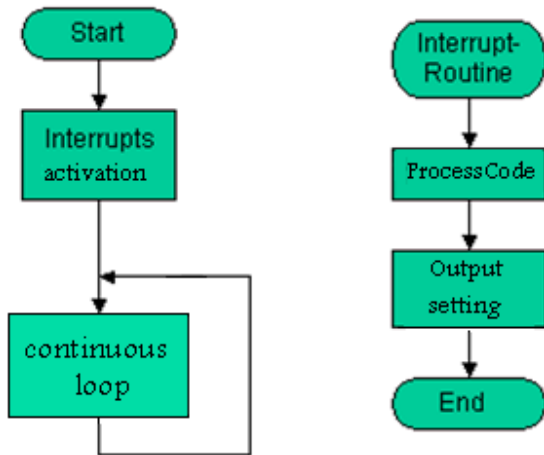 Start
Interrupts
activation
continuous
loop
Interrupt-
Routine
ProcessCode
Output
setting
End